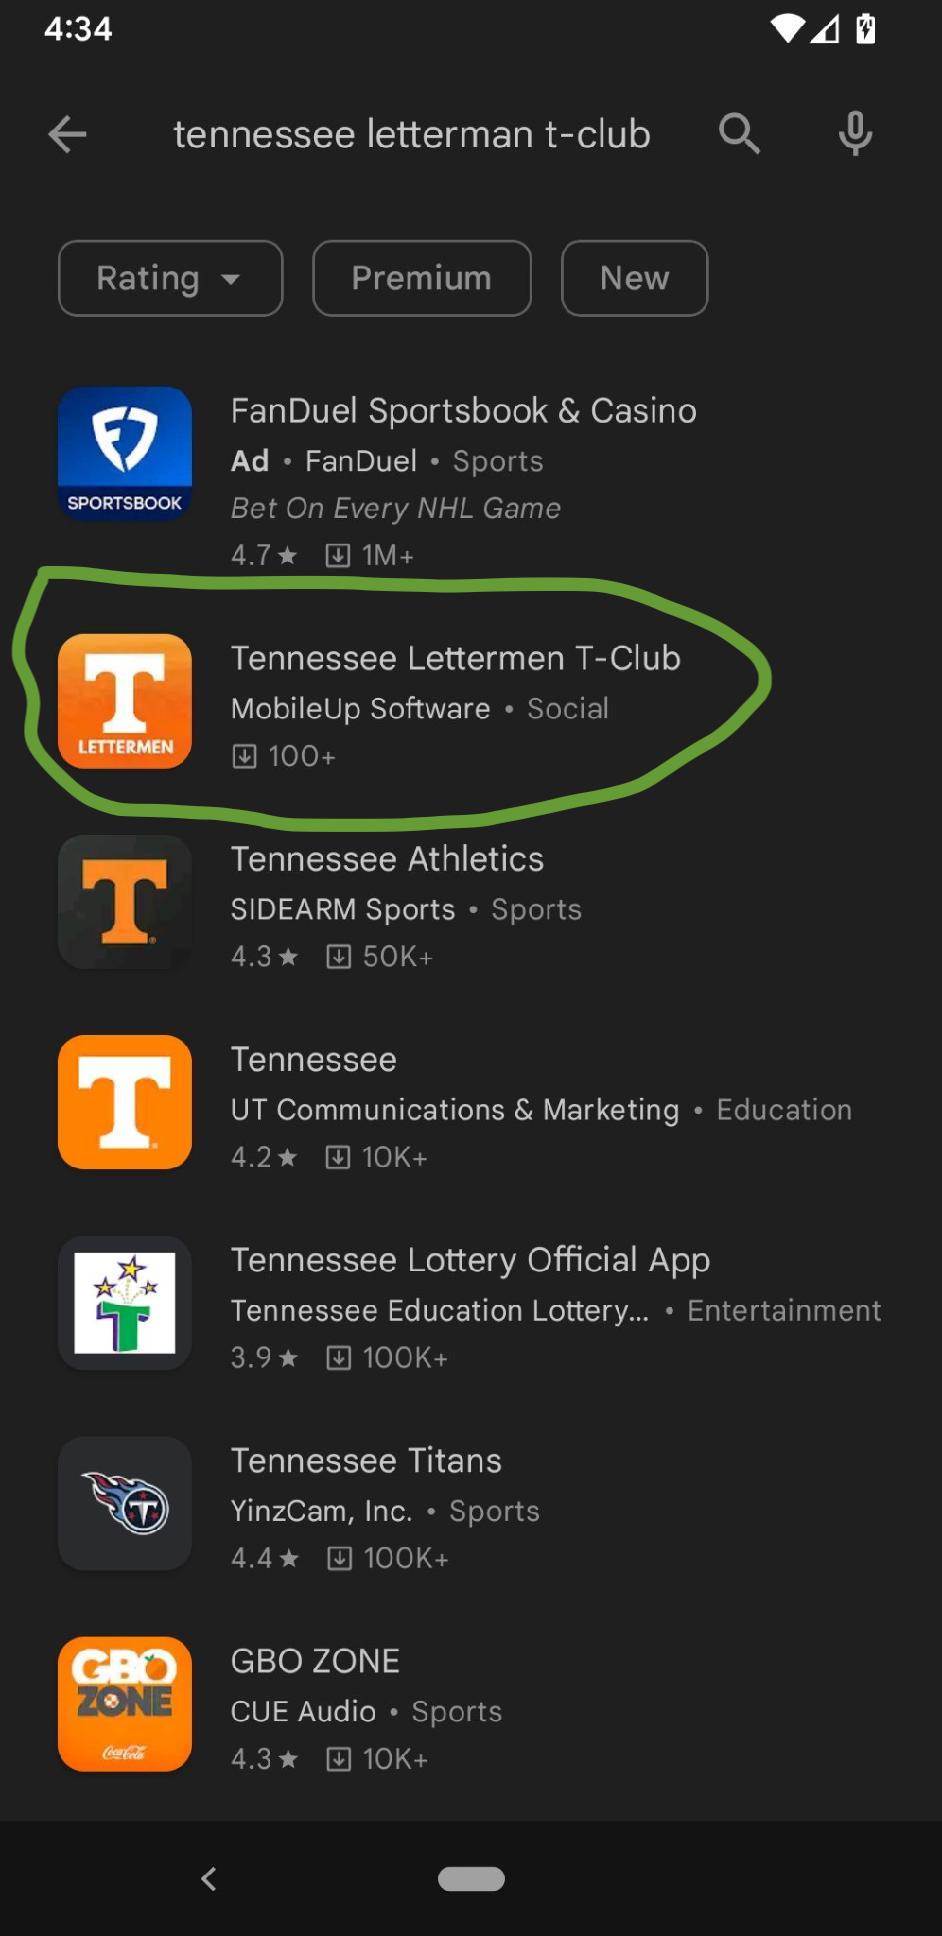 4:34
tennessee letterman t-club
Rating
Premium
New
SPORTSBOOK
FanDuel Sportsbook & Casino
Ad • FanDuel • Sports
Bet On Every NHL Game
4.7★ 1M+
T
LETTERMEN
Tennessee Lettermen T-Club
MobileUp Software • Social
100+
T
Tennessee Athletics
SIDEARM Sports • Sports
4.3★ 50K+
T
Tennessee
UT Communications & Marketing • Education
4.2★ 10K+
T
Tennessee Lottery Official App
Tennessee Education Lottery... • Entertainment
3.9★ 100K+
T
Tennessee Titans
YinzCam, Inc. • Sports
4.4★ 100K+
GBO
ZONE
Coca-Cola
GBO ZONE
CUE Audio • Sports
4.3★ 10K+